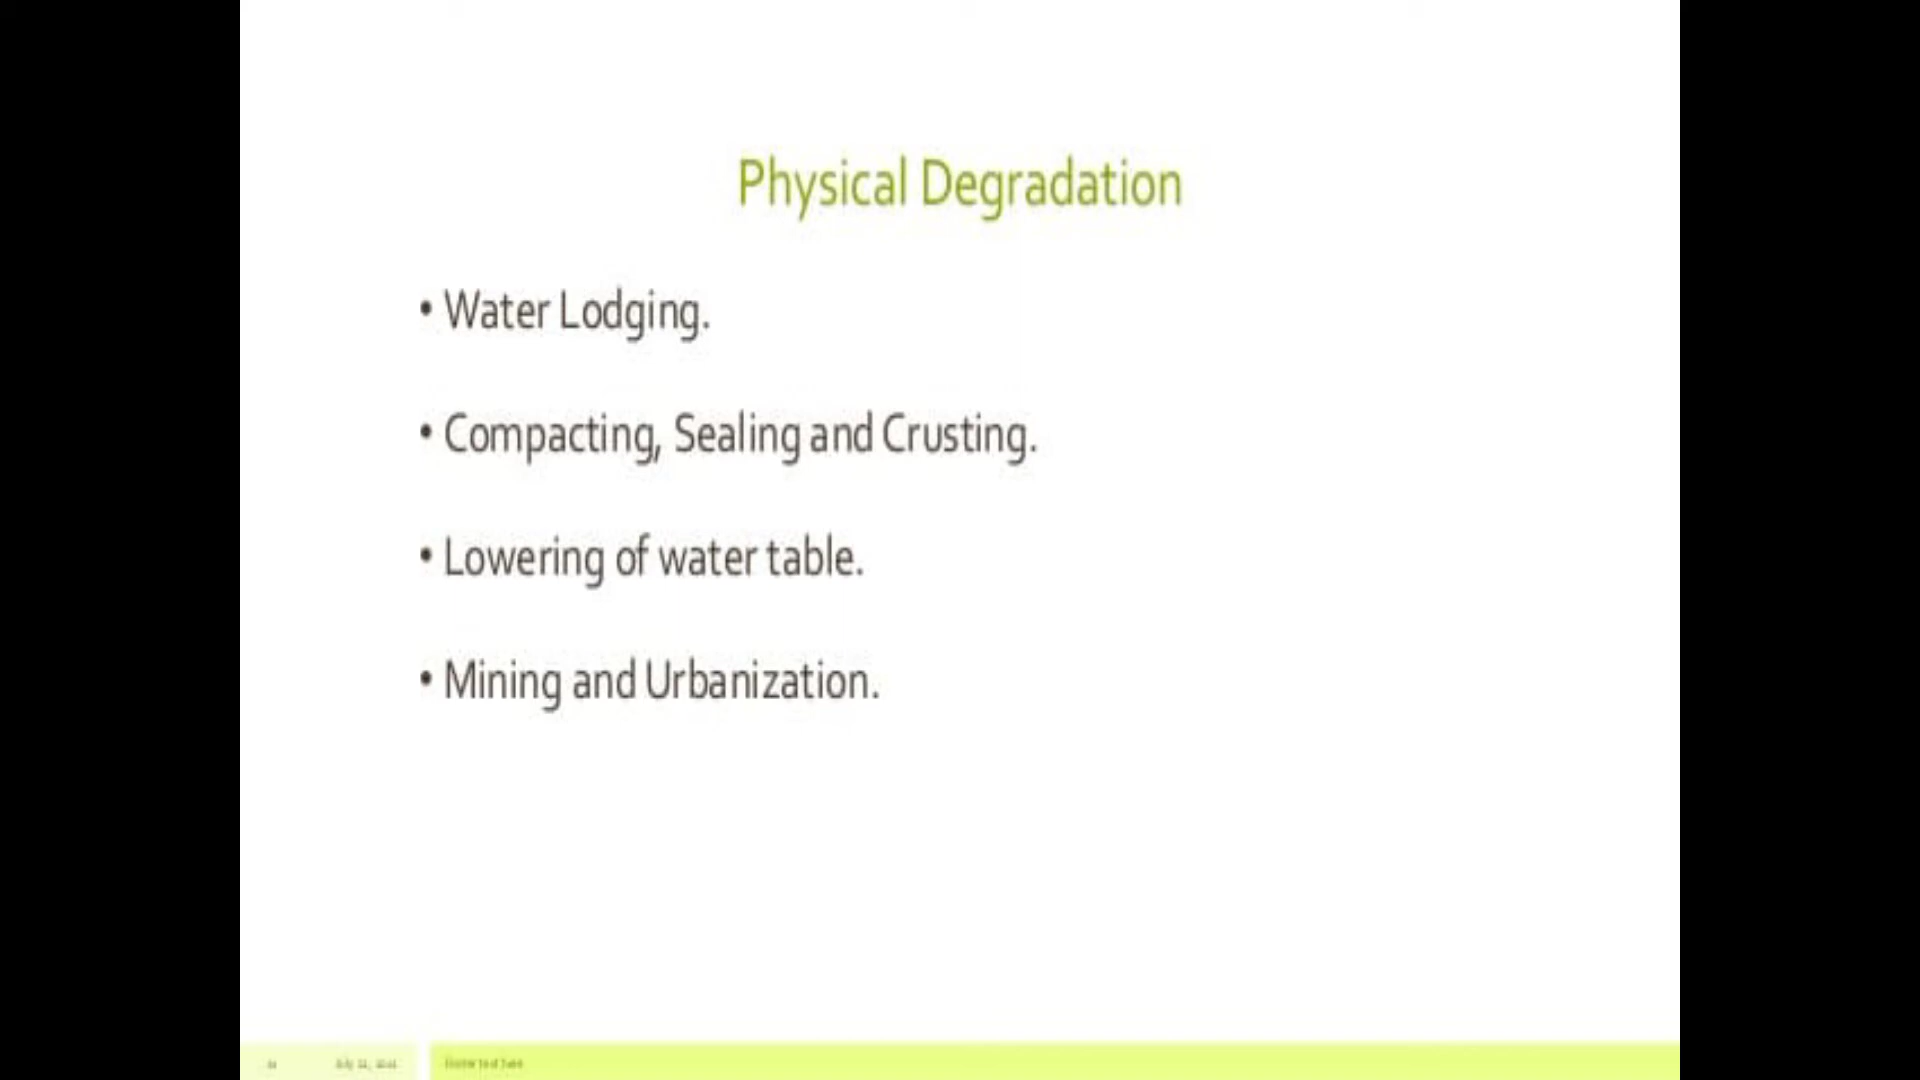 Physical Degradation
• Water Lodging.
• Compacting, Sealing and Crusting.
• Lowering of water table.
• Mining and Urbanization.